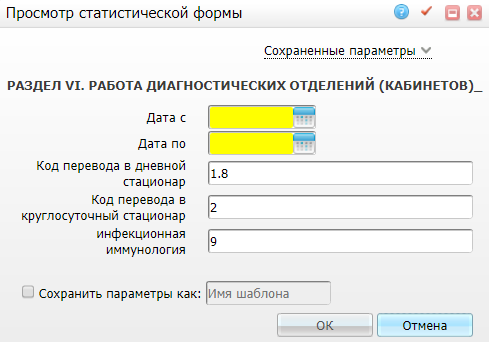 Просмотр статистической формы
Сохраненные параметры
РАЗДЕЛ VI. РАБОТА ДИАГНОСТИЧЕСКИХ ОТДЕЛЕНИЙ (КАБИНЕТОВ)_
Дата с
Дата по
Код перевода в дневной
стационар
1.8
Код перевода в
круглосуточный стационар
2
инфекционная
иммунология
9
Сохранить параметры как: Имя шаблона
OK Отмена